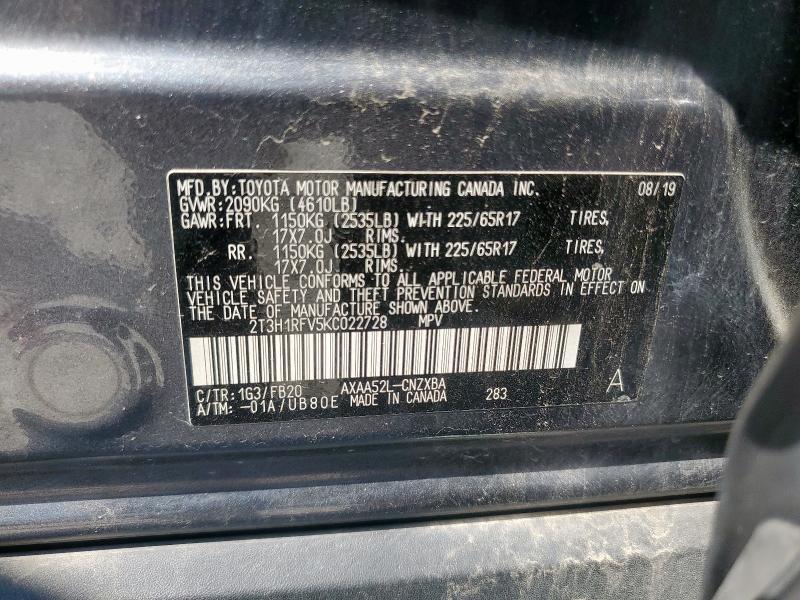 MFD.BY:TOYOTA MOTOR MANUFACTURING CANADA INC. 08/19
GVWR:2090KG (4610LB)
GAWR:FRT. 1150KG (2535LB) WITH 225/65R17 TIRES,
17X7.0J RIMS.
RR. 1150KG (2535LB) WITH 225/65R17 TIRES,
17X7.0J RIMS.
THIS VEHICLE CONFORMS TO ALL APPLICABLE FEDERAL MOTOR
VEHICLE SAFETY AND THEFT PREVENTION STANDARDS IN EFFECT ON
THE DATE OF MANUFACTURE SHOWN ABOVE.
2T3H1RFV5KC022728 MPV
C/TR:1G3/FB20 AXAA52L-CNZXBA 283 A
A/TM:-01A/UB80E MADE IN CANADA